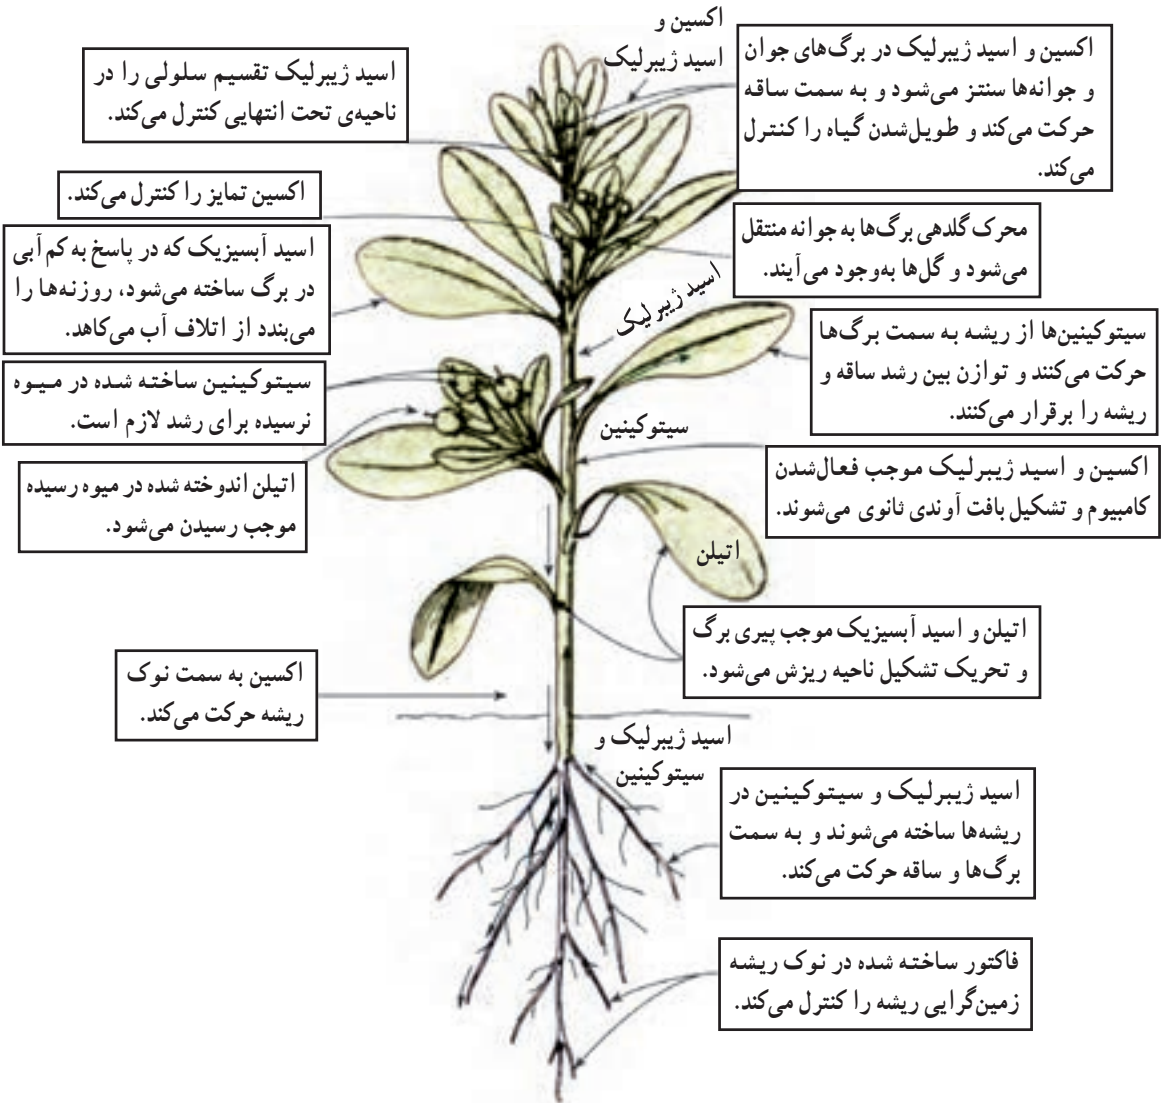 اکسین و
اسید ژیبرلیک
اکسین و اسید ژیبرلیک در برگ‌های جوان
و جوانه‌ها سنتز می‌شود و به سمت ساقه
حرکت می‌کند و طویل‌شدن گیاه را کنترل
می‌کند.
اسید ژیبرلیک تقسیم سلولی را در
ناحیه‌ی تحت انتهایی کنترل می‌کند.
اکسین تمایز را کنترل می‌کند.
محرک گلدهی برگ‌ها به جوانه منتقل
می‌شود و گل‌ها به‌وجود می‌آیند.
اسید آبسیزیک که در پاسخ به کم آبی
در برگ ساخته می‌شود، روزنه‌ها را
می‌بندد از اتلاف آب می‌کاهد.
اسید ژیبرلیک
سیتوکینین‌ها از ریشه به سمت برگ‌ها
حرکت می‌کنند و توازن بین رشد ساقه و
ریشه را برقرار می‌کنند.
سیتوکینین ساخته شده در میوه
نرسیده برای رشد لازم است.
سیتوکینین
اکسین و اسید ژیبرلیک موجب فعال‌شدن
کامبیوم و تشکیل بافت آوندی ثانوی می‌شوند.
اتیلن اندوخته شده در میوه رسیده
موجب رسیدن می‌شود.
اتیلن
اتیلن و اسید آبسیزیک موجب پیری برگ
و تحریک تشکیل ناحیه ریزش می‌شود.
اکسین به سمت نوک
ریشه حرکت می‌کند.
اسید ژیبرلیک و
سیتوکینین
اسید ژیبرلیک و سیتوکینین در
ریشه‌ها ساخته می‌شوند و به سمت
برگ‌ها و ساقه حرکت می‌کند.
فاکتور ساخته شده در نوک ریشه
زمین‌گرایی ریشه را کنترل می‌کند.